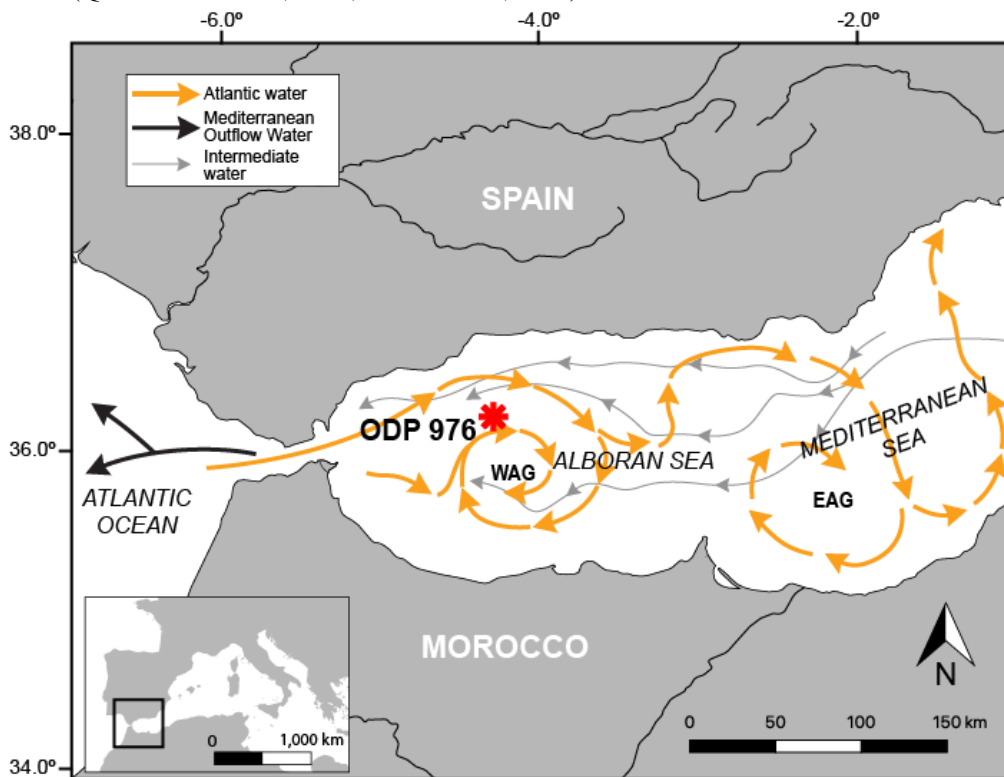 -6.0º
-4.0º
-2.0º
Atlantic water
Mediterranean
Outflow Water
Intermediate
water
38.0º
SPAIN
ODP 976
36.0º
WAG
ALBORAN SEA
MEDITERRANEAN
SEA
EAG
ATLANTIC
OCEAN
MOROCCO
N
0
1,000 km
0
50
100
150 km
34.0º